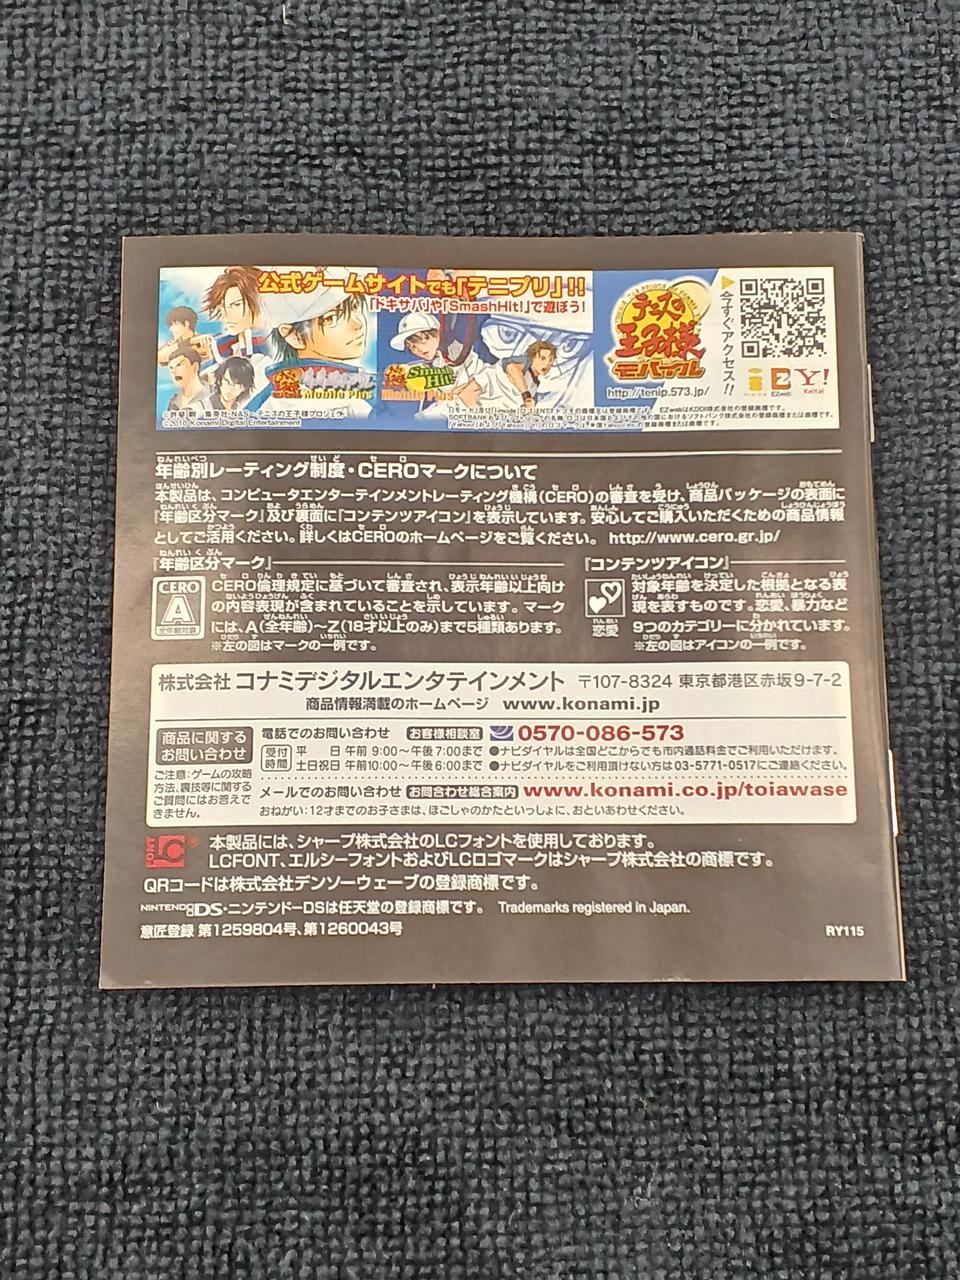 公式ゲームサイトでも「テニプリ」!!
「ドキサバ」や「SmashHit!」で遊ぼう!
Mobile Plus
Smash Hit!
Mobile Plus
©許斐 剛/集英社・NAS・テニスの王子様プロジェクト
©2010 Konami Digital Entertainment
テニスの王子様
モバイル
http://tenip.573.jp/
▶今すぐアクセス!!
EZweb
Y!
Keitai
年齢別レーティング制度・CEROマークについて
本製品は、コンピュータエンターテインメントレーティング機構(CERO)の審査を受け、商品パッケージの表面に
『年齢区分マーク』及び裏面に『コンテンツアイコン』を表示しています。安心してご購入いただくための商品情報
としてご活用ください。詳しくはCEROのホームページをご覧ください。 http://www.cero.gr.jp/
『年齢区分マーク』
CERO
A
全年齢対象
CERO倫理規定に基づいて審査され、表示年齢以上向け
の内容表現が含まれていることを示しています。マーク
には、A(全年齢)~Z(18才以上のみ)まで5種類あります。
※左の図はマークの一例です。
『コンテンツアイコン』
恋愛
対象年齢を決定した根拠となる表
現を表すものです。恋愛、暴力など
9つのカテゴリーに分かれています。
※左の図はアイコンの一例です。
株式会社 コナミデジタルエンタテインメント 〒107-8324 東京都港区赤坂9-7-2
商品情報満載のホームページ www.konami.jp
商品に関する
お問い合わせ
ご注意:ゲームの攻略
方法、裏技等に関する
ご質問にはお答えで
きません。
電話でのお問い合わせ お客様相談室 0570-086-573
受付時間
平 日 午前 9:00~午後7:00まで ●ナビダイヤルは全国どこからでも市内通話料金でご利用いただけます。
土日祝日 午前10:00~午後6:00まで ●ナビダイヤルをご利用頂けない方は03-5771-0517にご連絡ください。
メールでのお問い合わせ お問合わせ総合案内 www.konami.co.jp/toiawase
おねがい:12才までのお子さまは、ほごしゃのかたといっしょに、おといあわせください。
LC FONT
本製品には、シャープ株式会社のLCフォントを使用しております。
LCFONT、エルシーフォントおよびLCロゴマークはシャープ株式会社の商標です。
QRコードは株式会社デンソーウェーブの登録商標です。
NINTENDO DS・ニンテンドーDSは任天堂の登録商標です。 Trademarks registered in Japan.
意匠登録 第1259804号、第1260043号
RY115